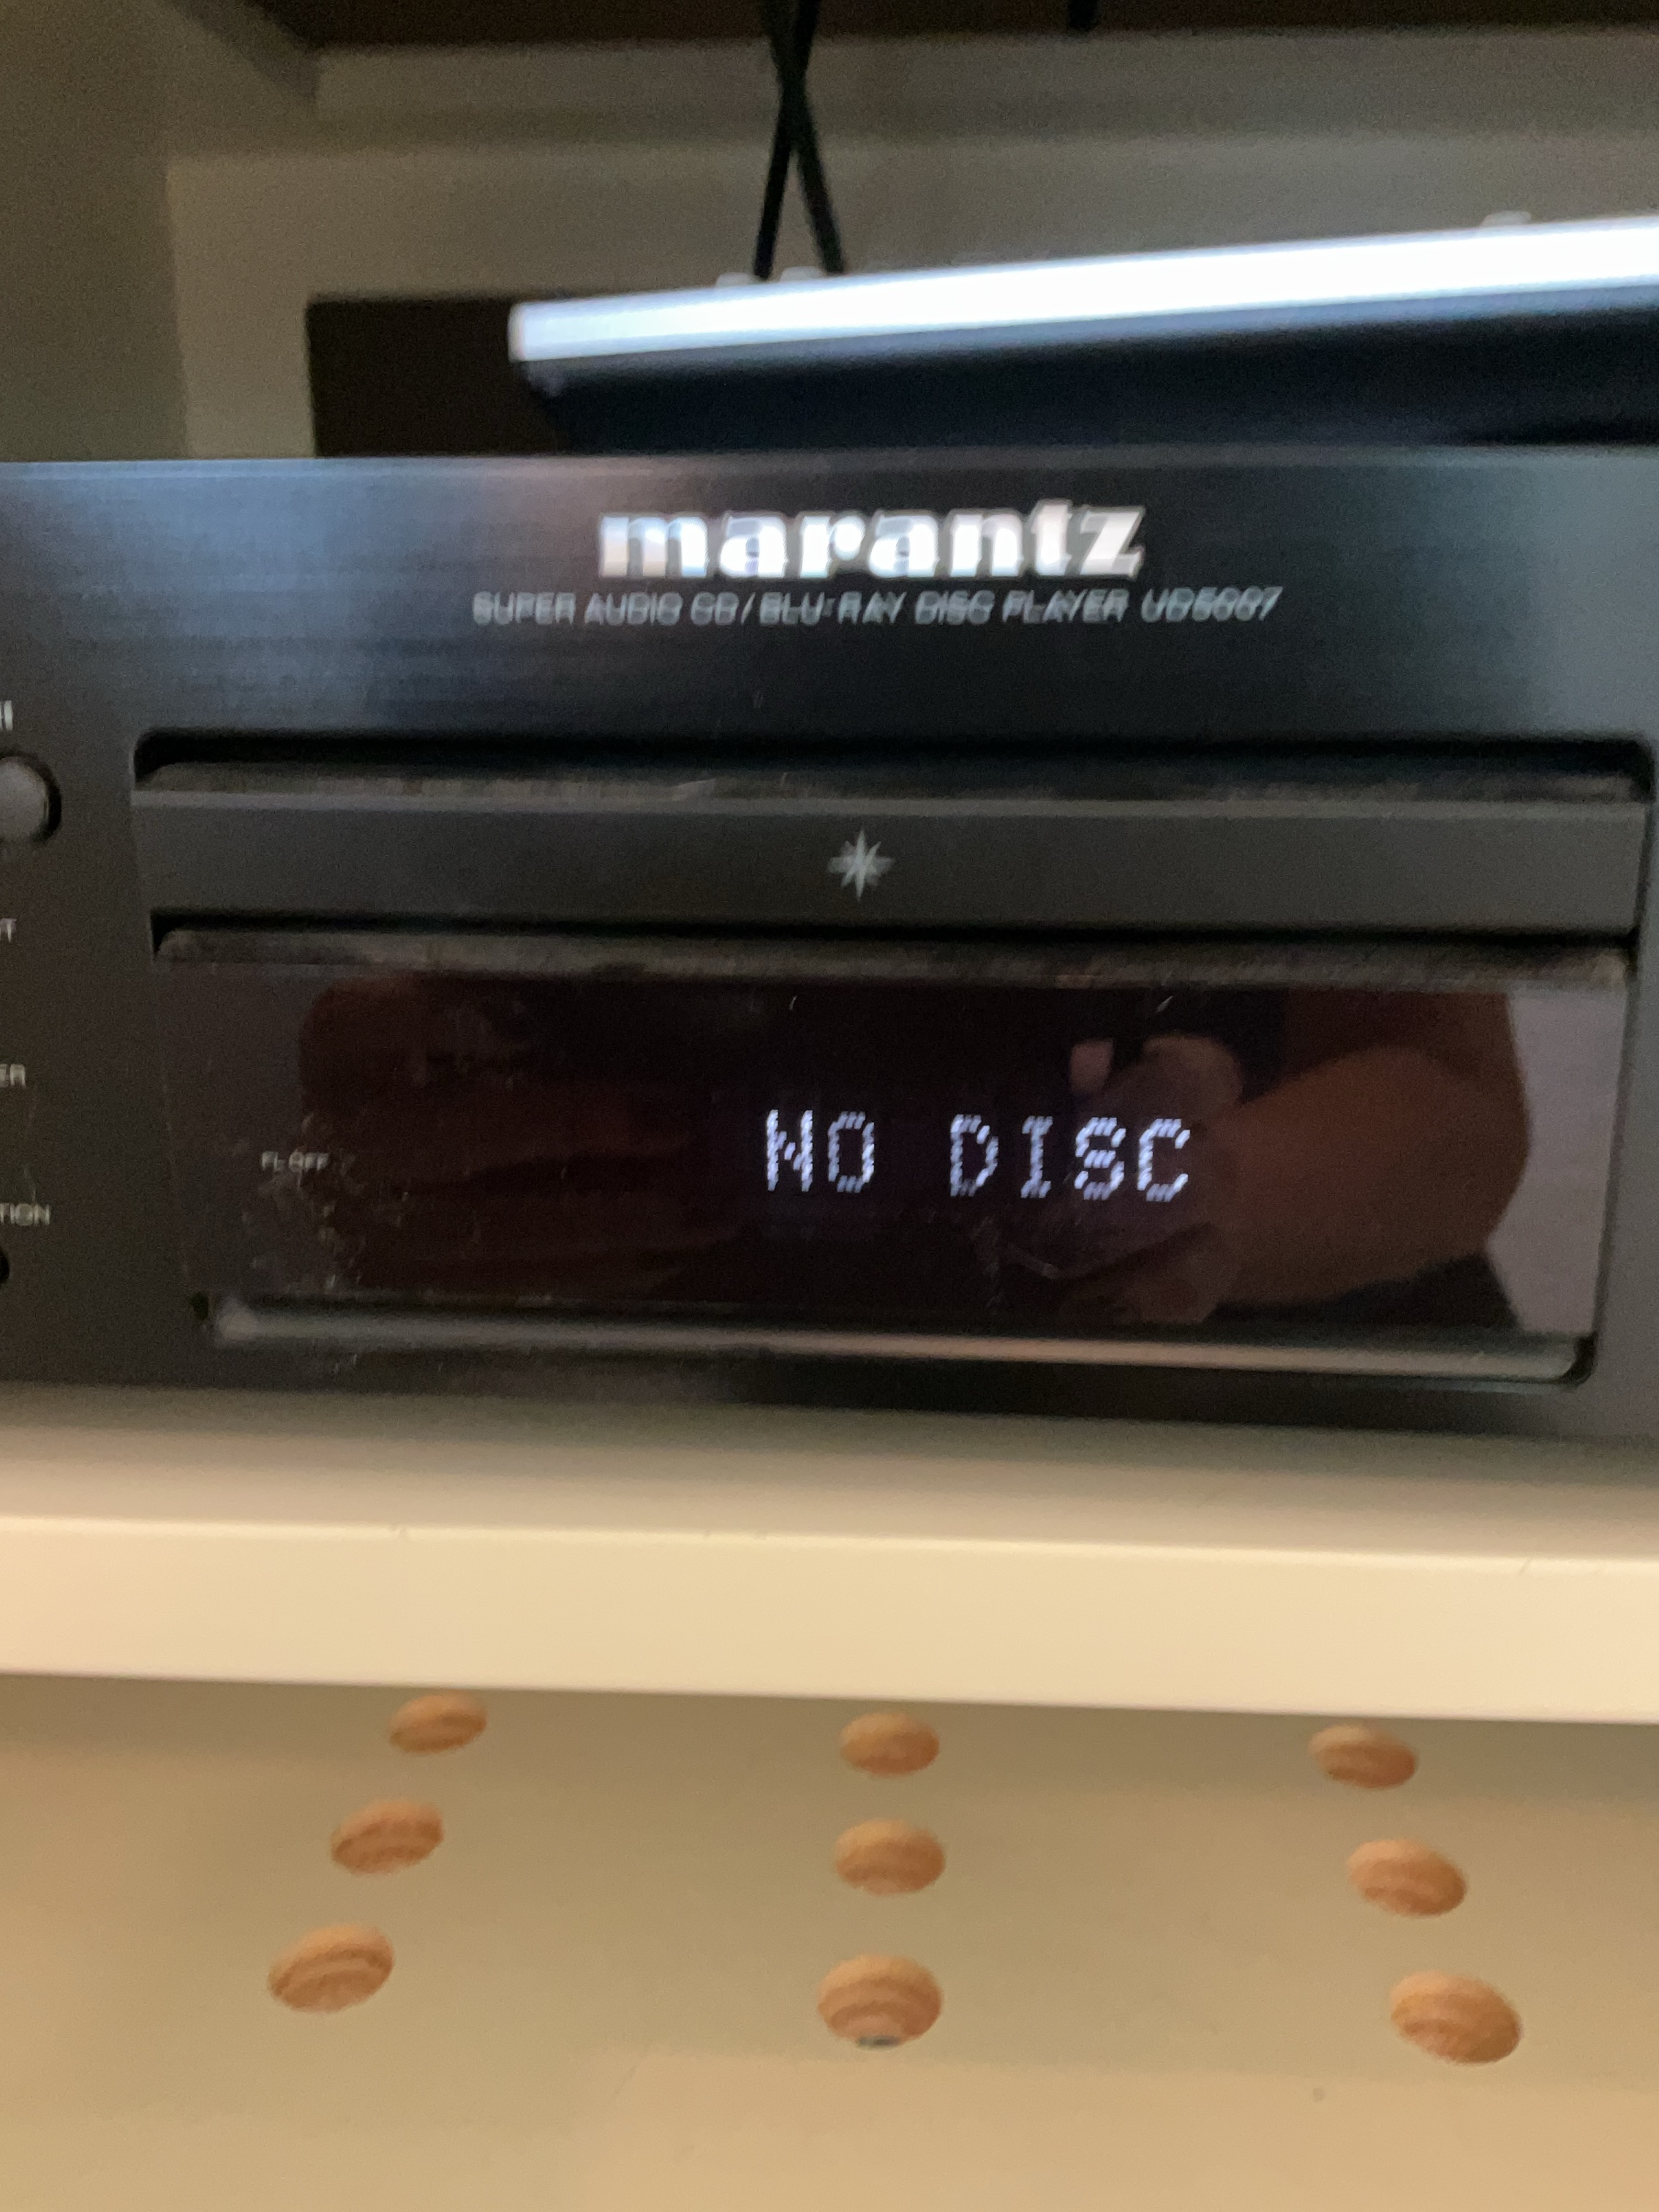 marantz
SUPER AUDIO CD/BLU-RAY DISC PLAYER UD5007
NO DISC
FL OFF